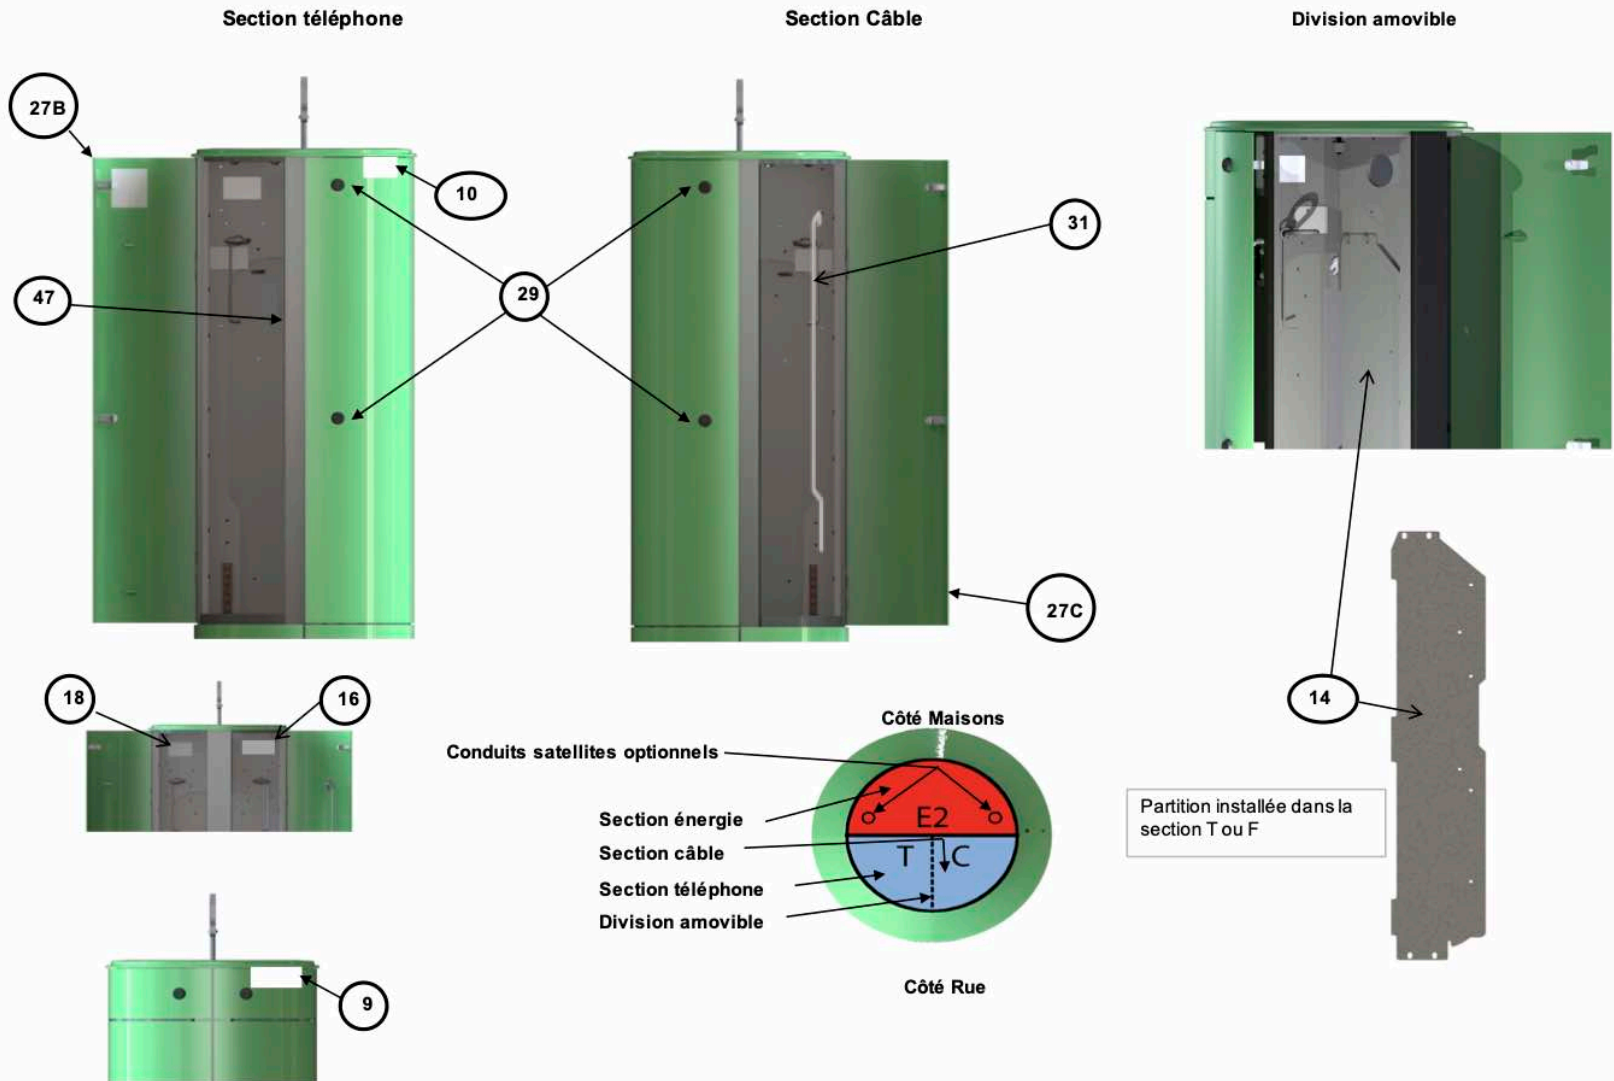 Section téléphone
Section Câble
Division amovible
27B
10
47
29
31
27C
18
16
14
Côté Maisons
Conduits satellites optionnels
Section énergie
E2
Section câble
T C
Section téléphone
Division amovible
Partition installée dans la
section T ou F
Côté Rue
9